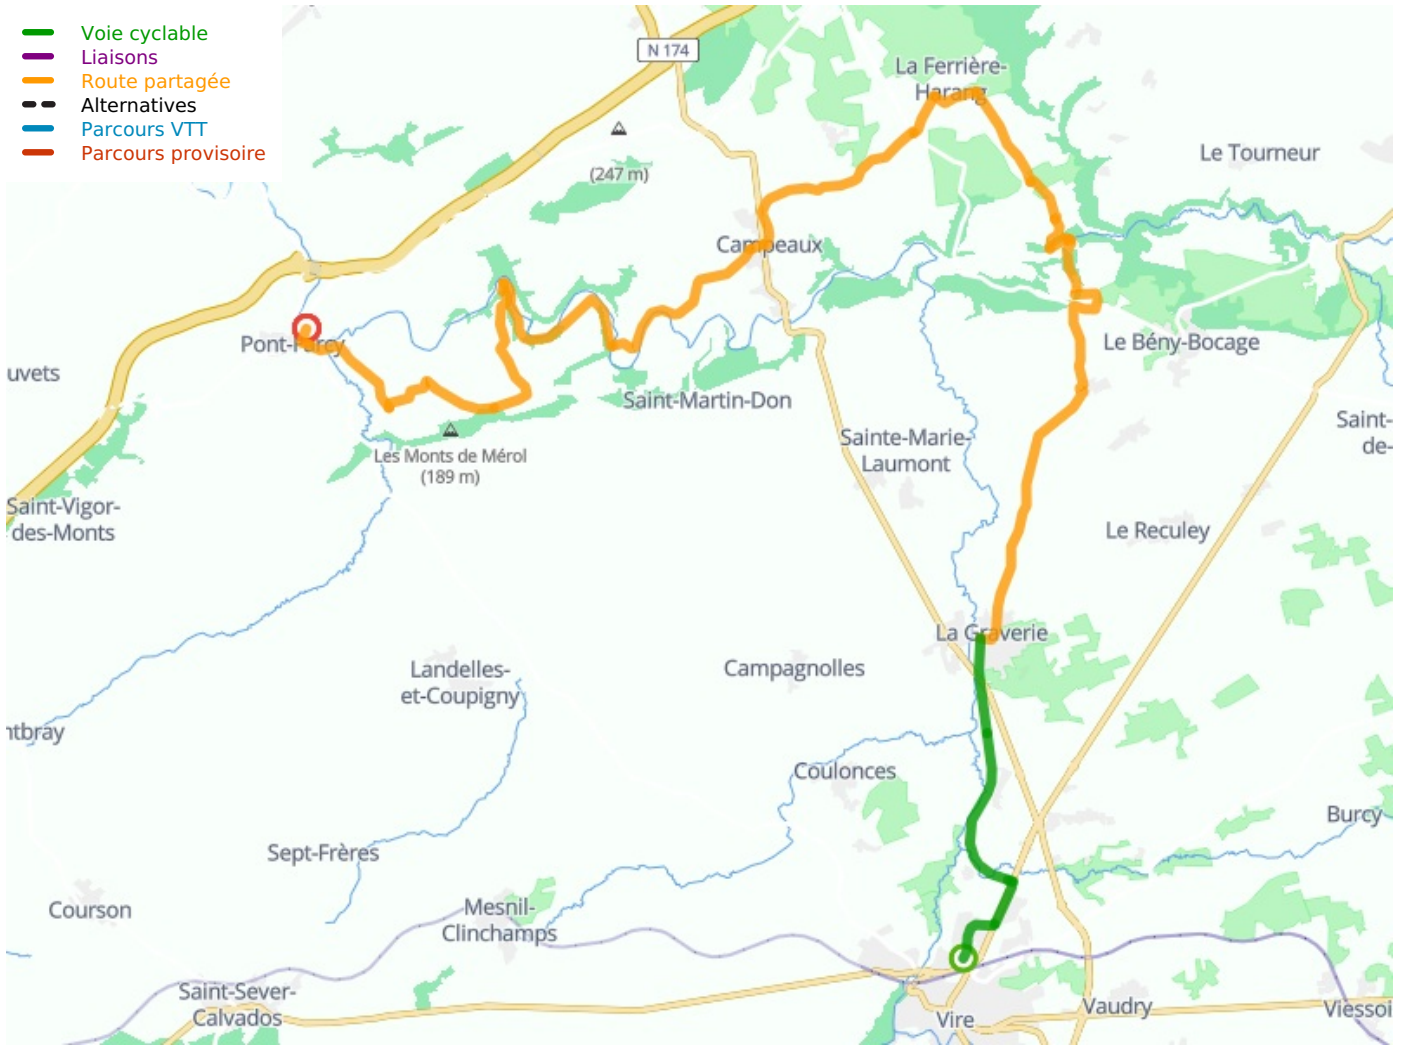 Voie cyclable
Liaisons
Route partagée
Alternatives
Parcours VTT
Parcours provisoire
N 174
La Ferrière-
Harang
Le Tourneur
(247 m)
Campeaux
Pont-Farcy
Le Bény-Bocage
uvets
Saint-Martin-Don
Saint-
de-
Sainte-Marie-
Laumont
Les Monts de Mérol
(189 m)
Saint-Vigor-
des-Monts
Le Reculey
La Graverie
Landelles-
et-Coupigny
Campagnolles
ntbray
Coulonces
Burcy
Sept-Frères
Courson
Mesnil-
Clinchamps
Saint-Sever-
Calvados
Vire
Vaudry
Viessoi